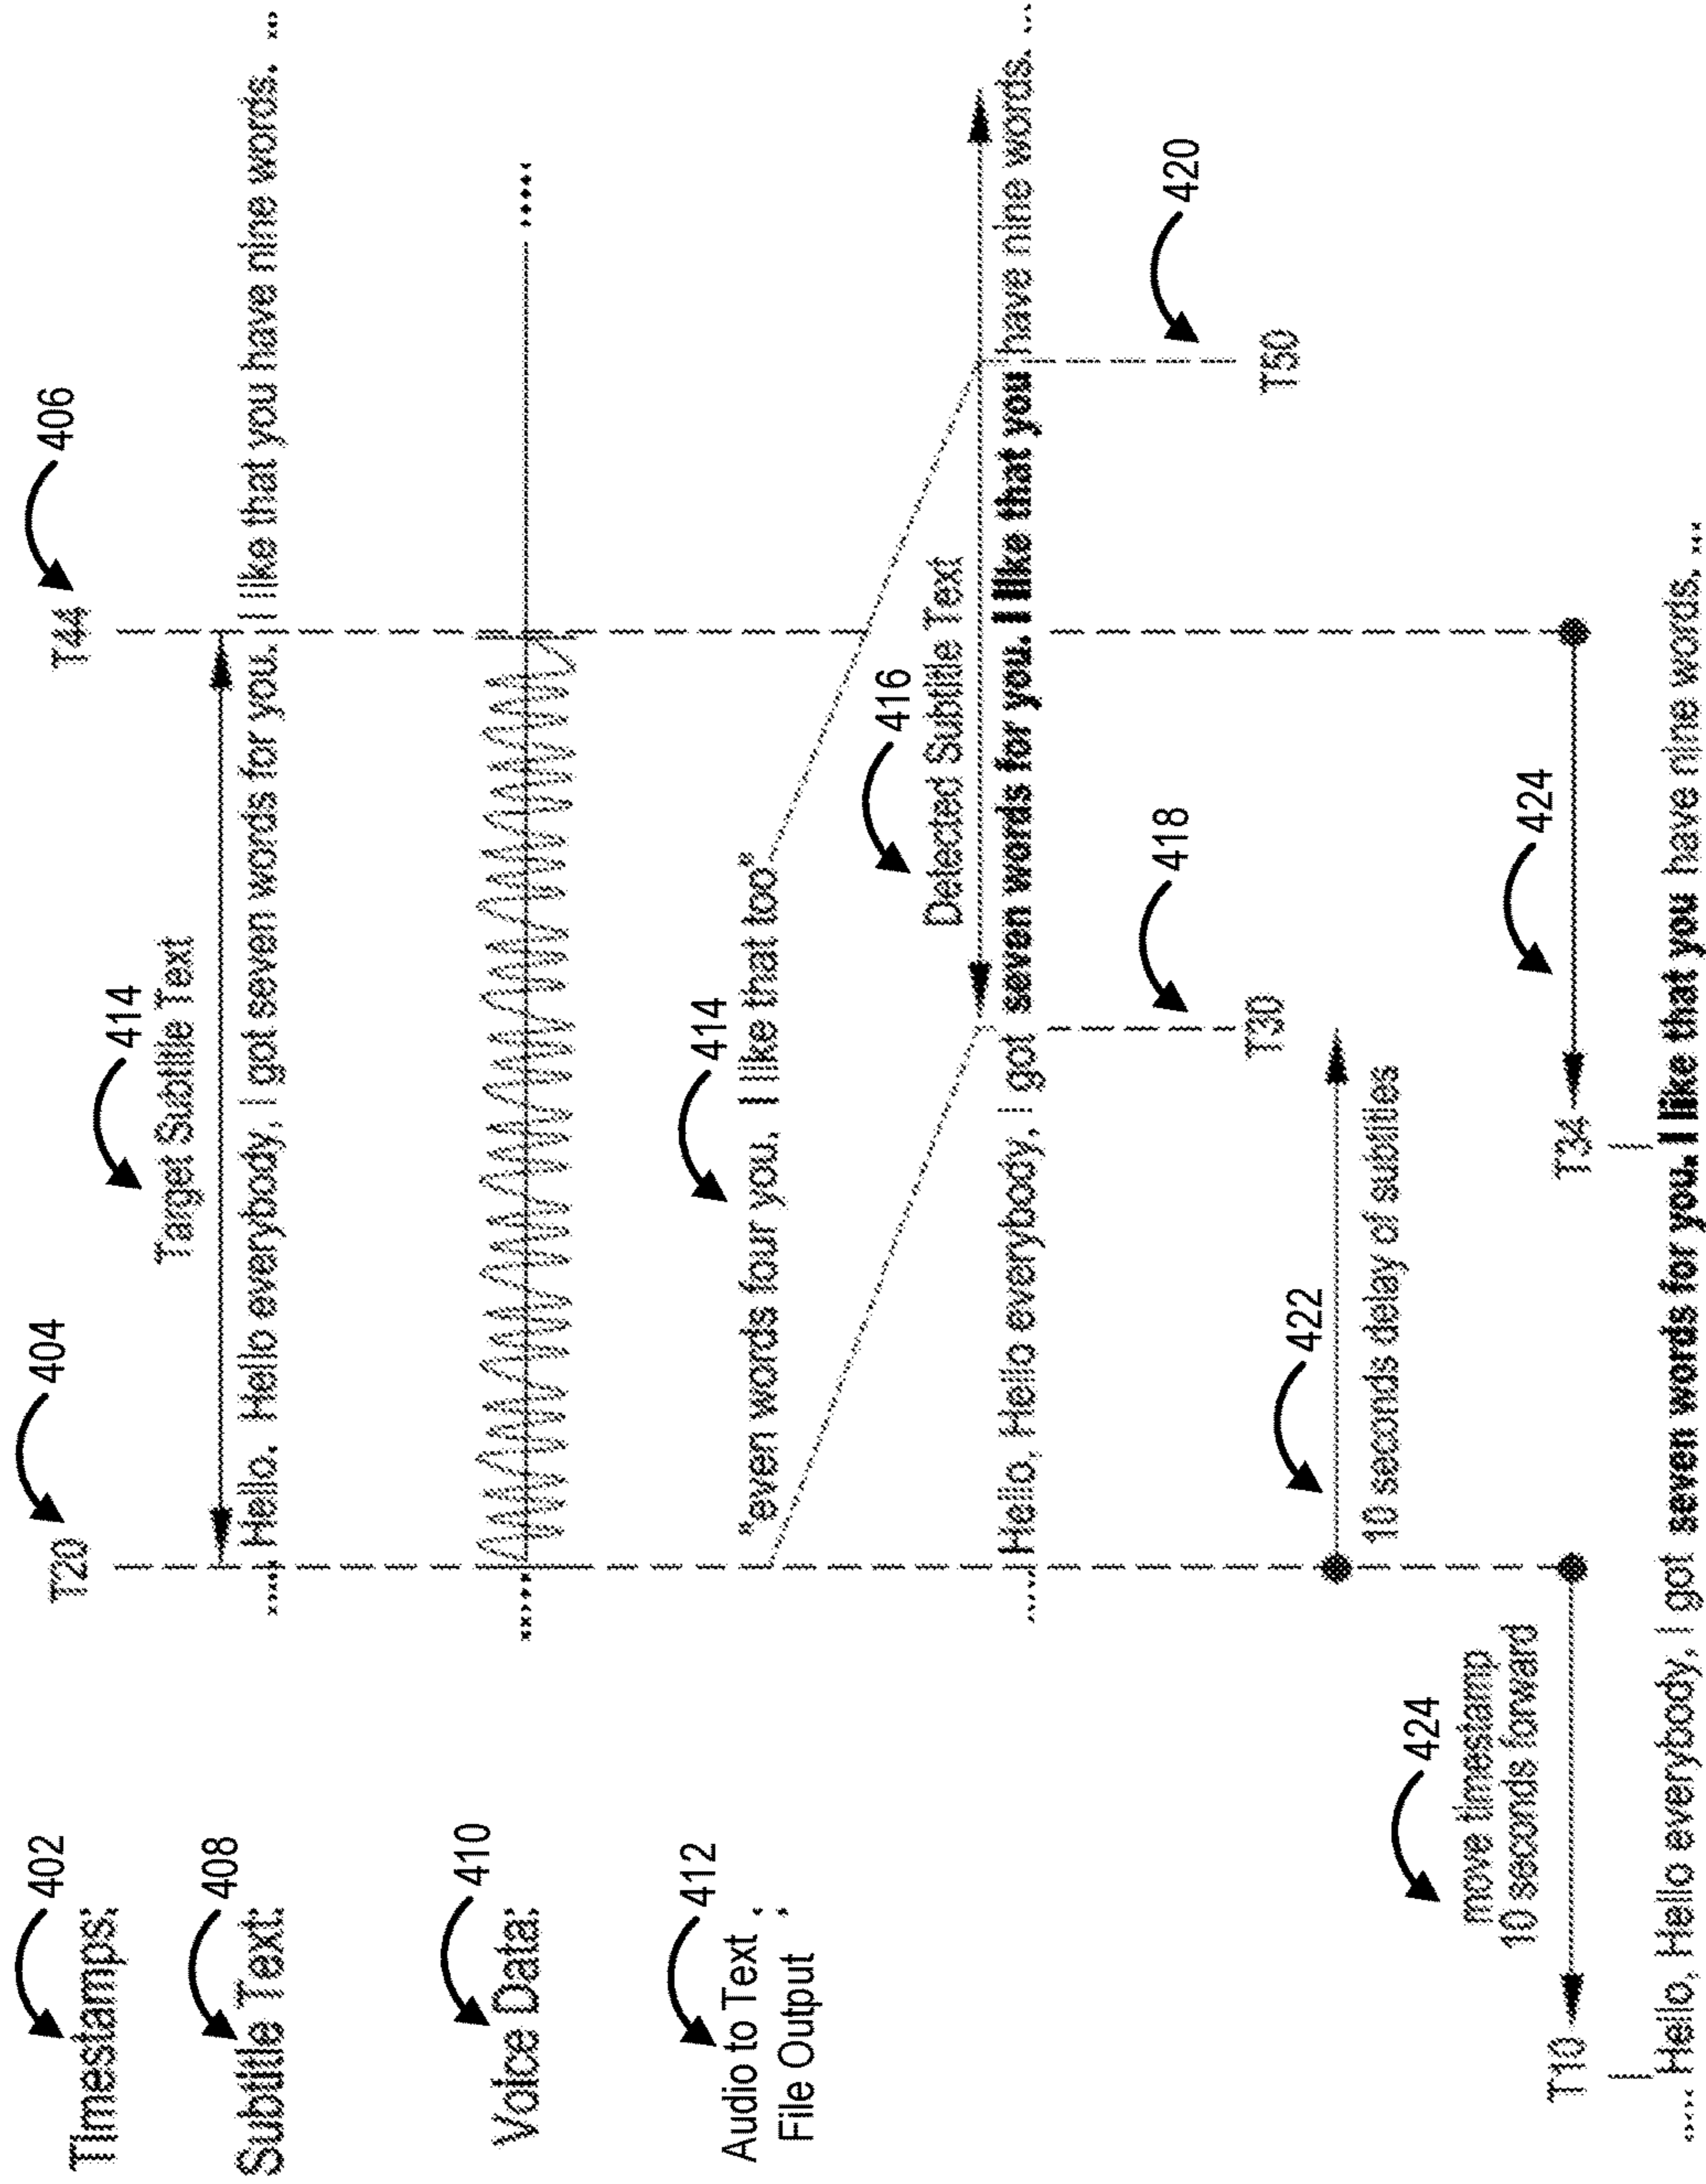 402
Timestamps:
404
T20
406
T44
414
Target Subtitle Text
408
Subtitle Text:
..... Hello. Hello everybody, I got seven words for you. I like that you have nine words. ...
410
Voice Data:
.....
.....
412
Audio to Text :
File Output
414
"even words four you, I like that too"
416
Detected Subtitle Text
..... Hello, Hello everybody, I got seven words for you. I like that you have nine words. ...
418
T30
420
T50
422
10 seconds delay of subtitles
424
move timestamp
10 seconds forward
424
T10
T34
..... Hello, Hello everybody, I got seven words for you. I like that you have nine words. ...